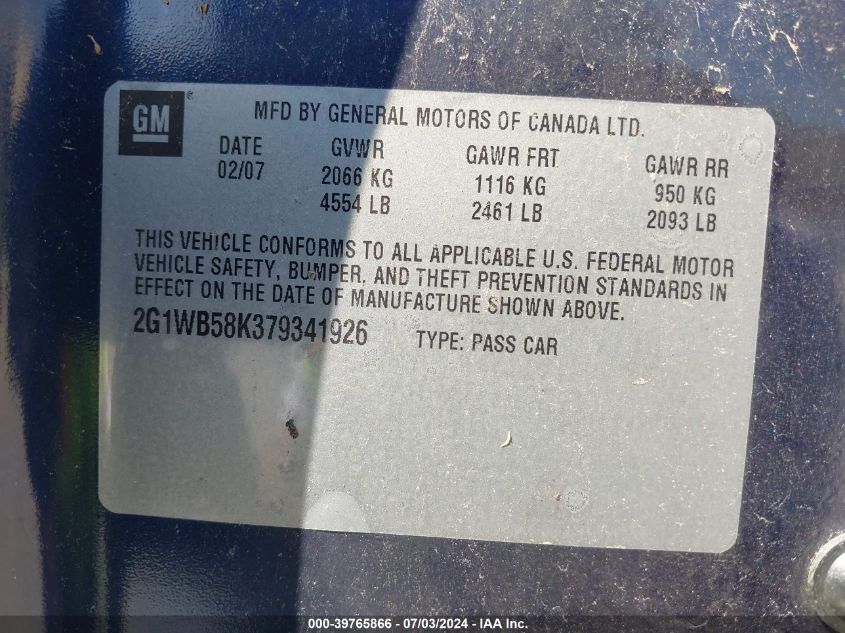 GM ®
MFD BY GENERAL MOTORS OF CANADA LTD.
DATE GVWR GAWR FRT GAWR RR
02/07 2066 KG 1116 KG 950 KG
4554 LB 2461 LB 2093 LB
THIS VEHICLE CONFORMS TO ALL APPLICABLE U.S. FEDERAL MOTOR
VEHICLE SAFETY, BUMPER, AND THEFT PREVENTION STANDARDS IN
EFFECT ON THE DATE OF MANUFACTURE SHOWN ABOVE.
2G1WB58K379341926 TYPE: PASS CAR
000-39765866 - 07/03/2024 - IAA Inc.